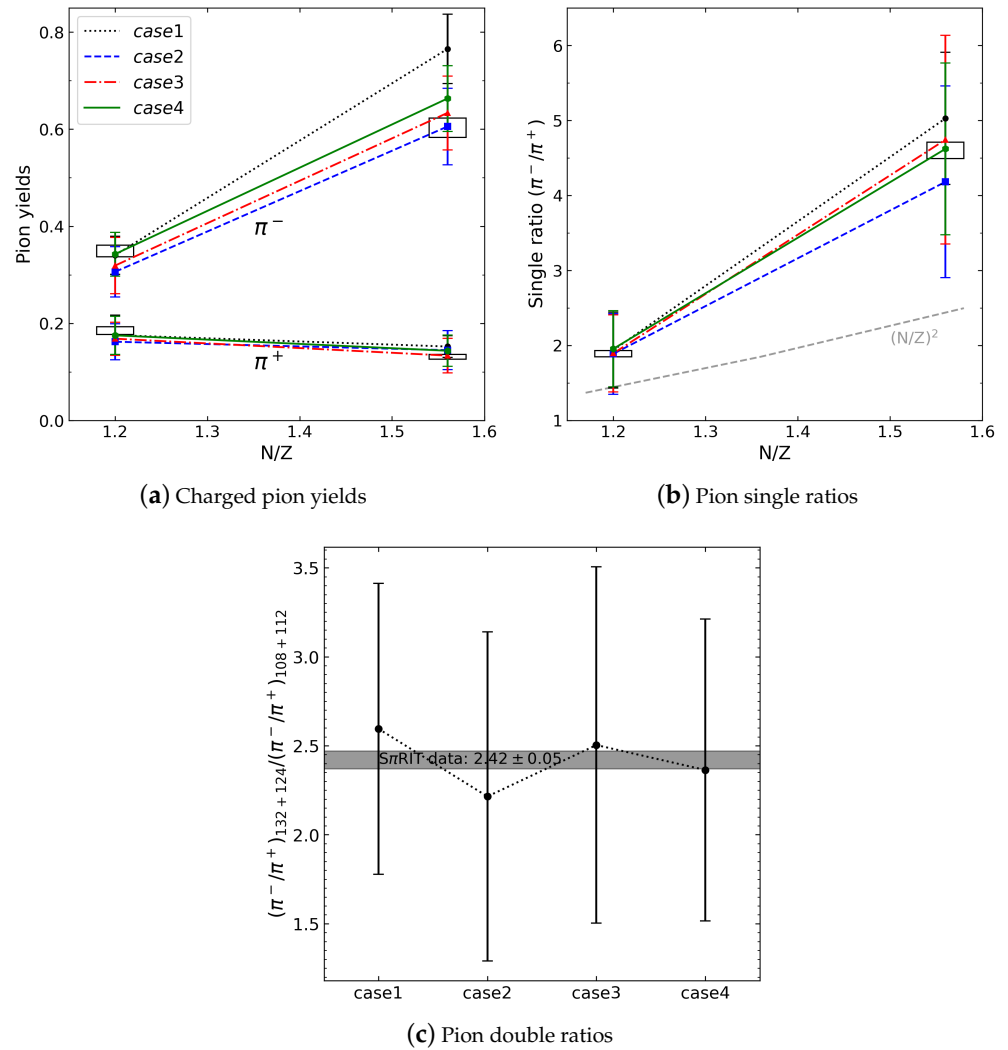 case1
case2
case3
case4
Pion yields
0.8
0.6
0.4
0.2
0.0
π⁻
π⁺
1.2 1.3 1.4 1.5 1.6
N/Z
(a) Charged pion yields
Single ratio (π⁻/π⁺)
6
5
4
3
2
1
(N/Z)²
1.2 1.3 1.4 1.5 1.6
N/Z
(b) Pion single ratios
(π⁻/π⁺)₁₃₂₊₁₂₄/(π⁻/π⁺)₁₀₈₊₁₁₂
3.5
3.0
2.5
2.0
1.5
SπRIT data: 2.42 ± 0.05
case1 case2 case3 case4
(c) Pion double ratios